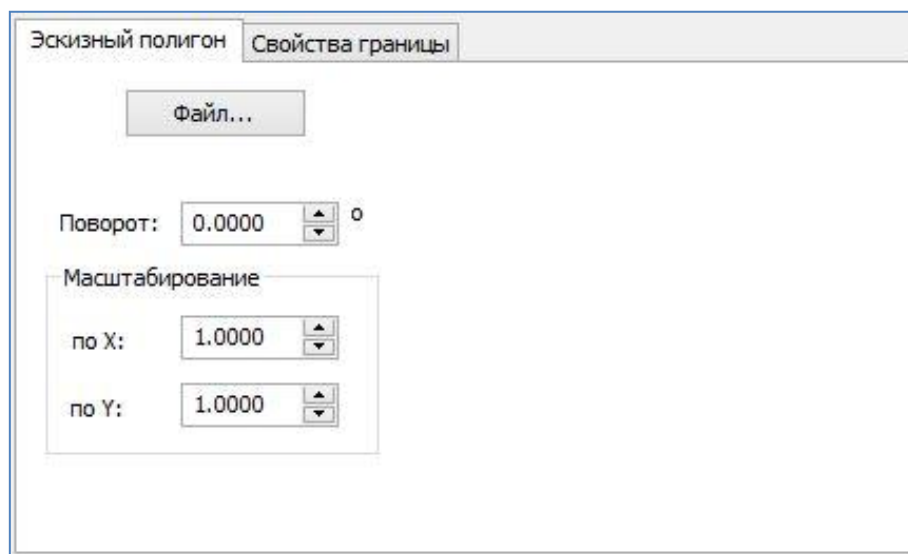 Эскизный полигон Свойства границы
Файл...
Поворот: 0.0000 o
Масштабирование
по X: 1.0000
по Y: 1.0000